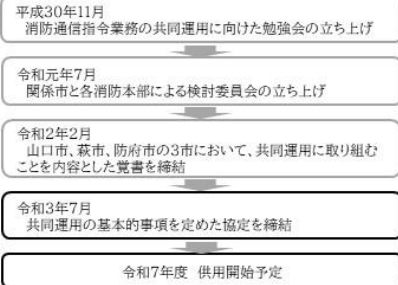 平成30年11月
消防通信指令業務の共同運用に向けた勉強会の立ち上げ
令和元年7月
関係市と各消防本部による検討委員会の立ち上げ
令和2年2月
山口市、萩市、防府市の3市において、共同運用に取り組む
ことを内容とした覚書を締結
令和3年7月
共同運用の基本的事項を定めた協定を締結
令和7年度 供用開始予定